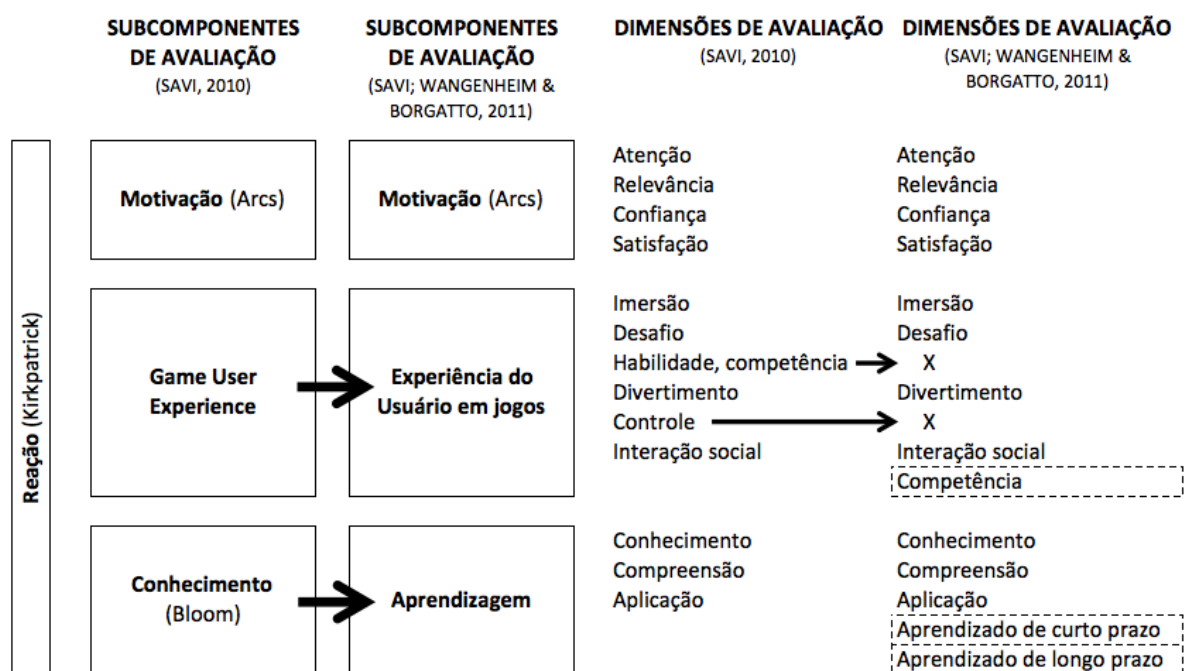 SUBCOMPONENTES
DE AVALIAÇÃO
(SAVI, 2010)
SUBCOMPONENTES
DE AVALIAÇÃO
(SAVI; WANGENHEIM &
BORGATTO, 2011)
DIMENSÕES DE AVALIAÇÃO
(SAVI, 2010)
DIMENSÕES DE AVALIAÇÃO
(SAVI; WANGENHEIM &
BORGATTO, 2011)
Reação (Kirkpatrick)
Motivação (Arcs)
Motivação (Arcs)
Atenção
Relevância
Confiança
Satisfação
Atenção
Relevância
Confiança
Satisfação
Game User
Experience
Experiência do
Usuário em jogos
Imersão
Desafio
Habilidade, competência
Divertimento
Controle
Interação social
Imersão
Desafio
X
Divertimento
X
Interação social
Competência
Conhecimento
(Bloom)
Aprendizagem
Conhecimento
Compreensão
Aplicação
Conhecimento
Compreensão
Aplicação
Aprendizado de curto prazo
Aprendizado de longo prazo